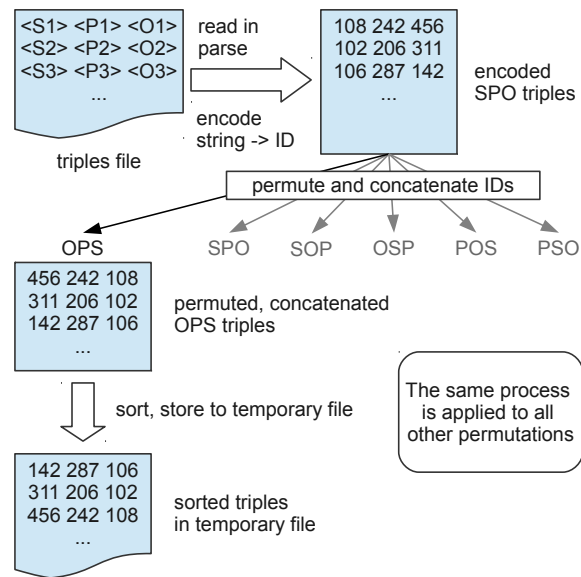 <S1> <P1> <O1>
<S2> <P2> <O2>
<S3> <P3> <O3>
...
triples file
read in
parse
encode
string -> ID
108 242 456
102 206 311
106 287 142
...
encoded
SPO triples
permute and concatenate IDs
OPS SPO SOP OSP POS PSO
456 242 108
311 206 102
142 287 106
...
permuted, concatenated
OPS triples
sort, store to temporary file
The same process
is applied to all
other permutations
142 287 106
311 206 102
456 242 108
...
sorted triples
in temporary file